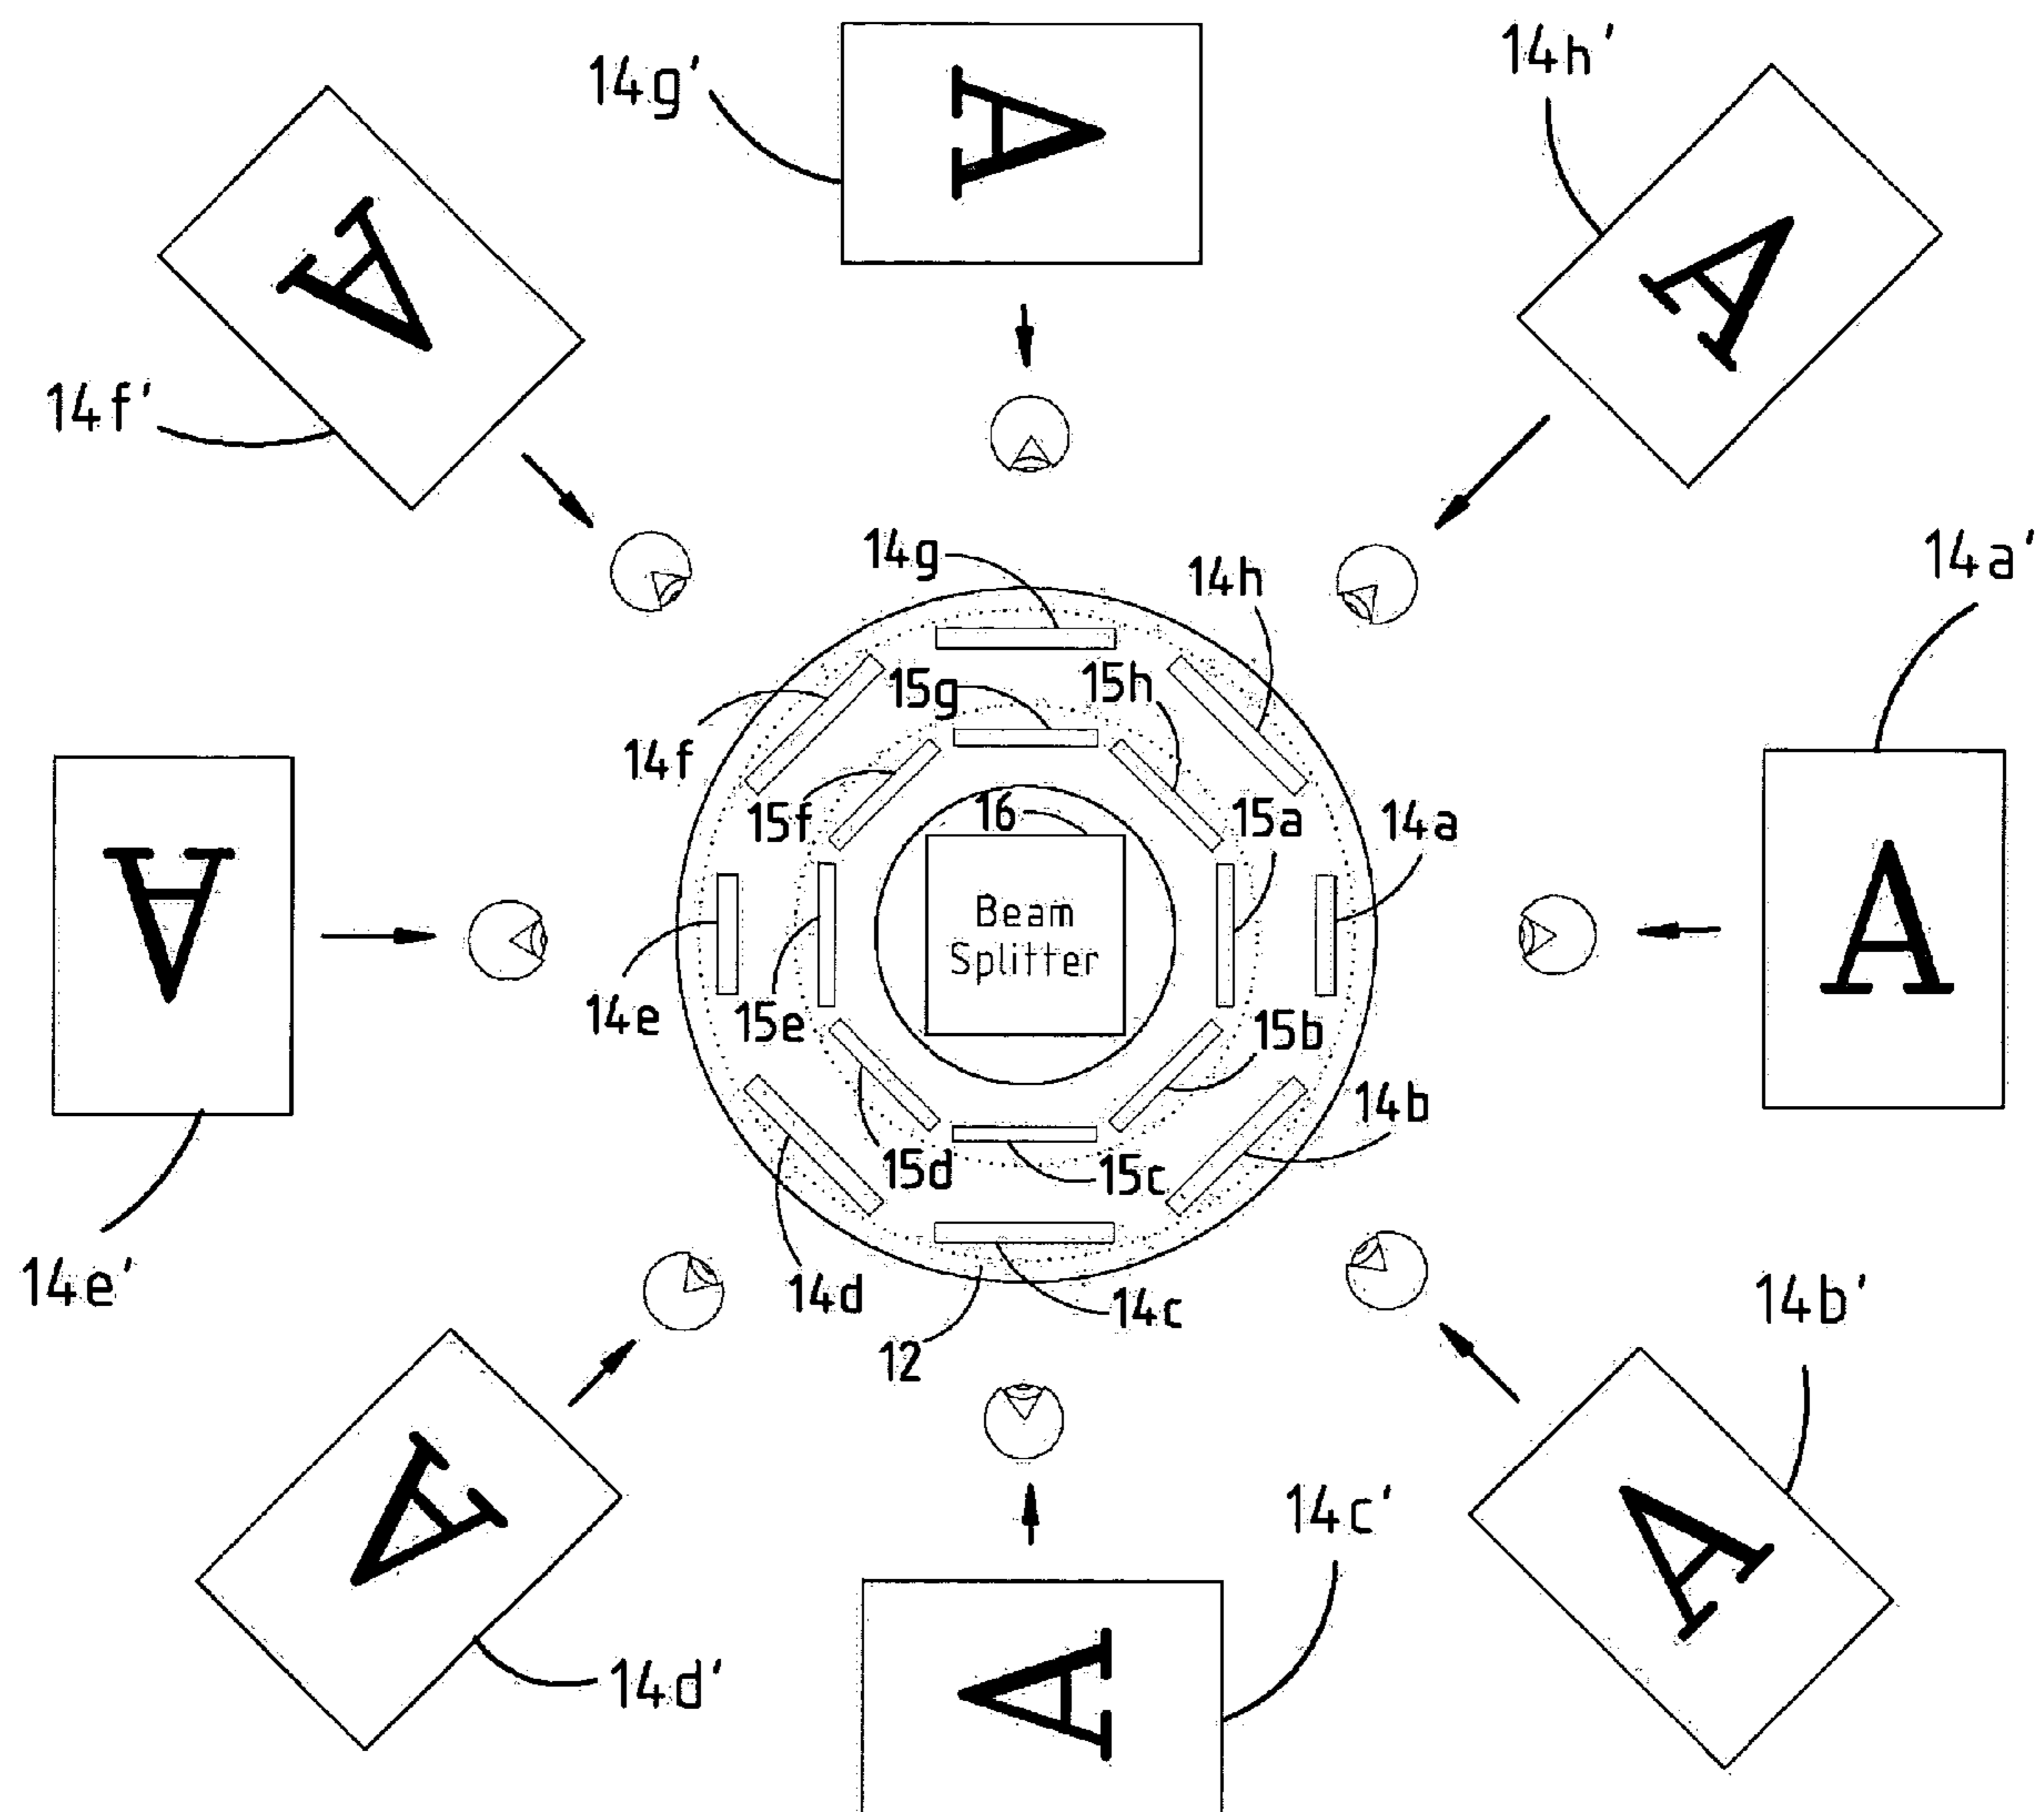 14g'
14h'
14f'
14a'
14g
14h
15g
15h
14f
15f
16
15a
14a
Beam
Splitter
14e
15e
15b
14b
15d
15c
14e'
14d
14c
12
14b'
14c'
14d'
A
A
A
A
A
A
A
A